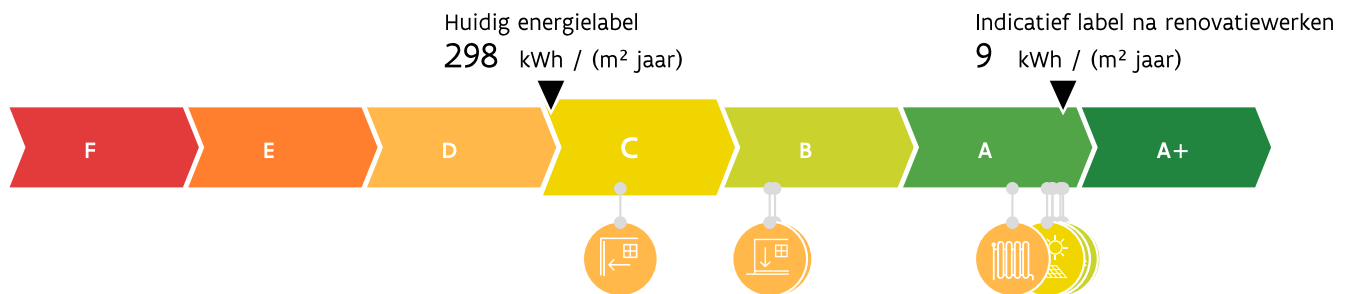 Huidig energielabel
298 kWh / (m² jaar)
Indicatief label na renovatiewerken
9 kWh / (m² jaar)
F
E
D
C
B
A
A+